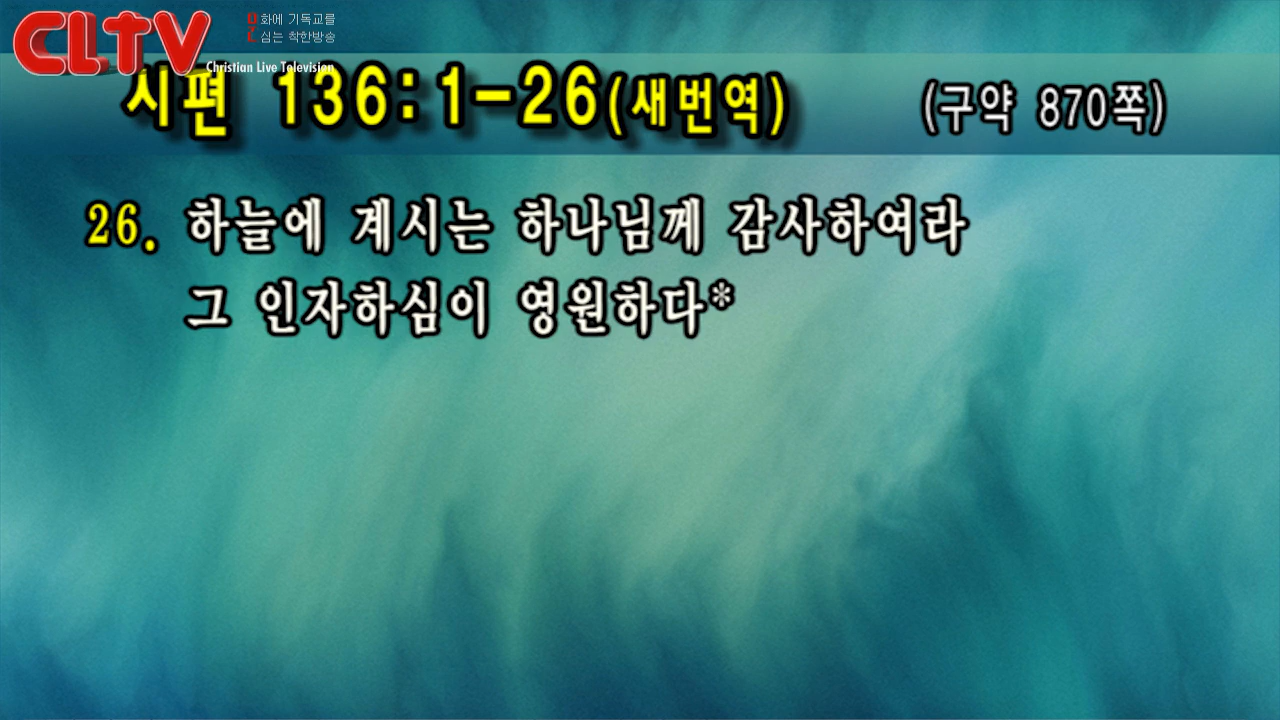 CLTV
문화에 기독교를
심는 착한방송
Christian Live Television
시편 136:1-26(새번역)
(구약 870쪽)
26. 하늘에 계시는 하나님께 감사하여라
그 인자하심이 영원하다*